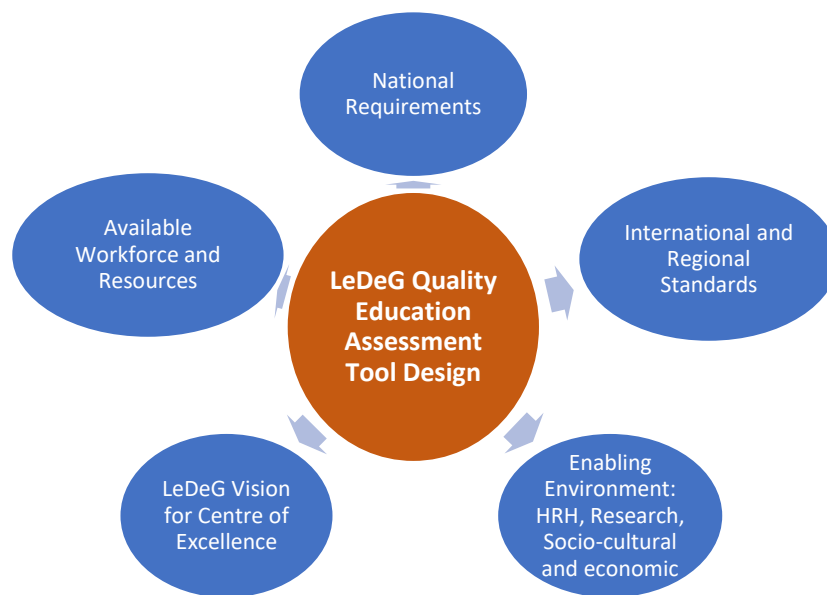 National
Requirements
Available
Workforce and
Resources
International and
Regional
Standards
LeDeG Quality
Education
Assessment
Tool Design
LeDeG Vision
for Centre of
Excellence
Enabling
Environment:
HRH, Research,
Socio-cultural
and economic